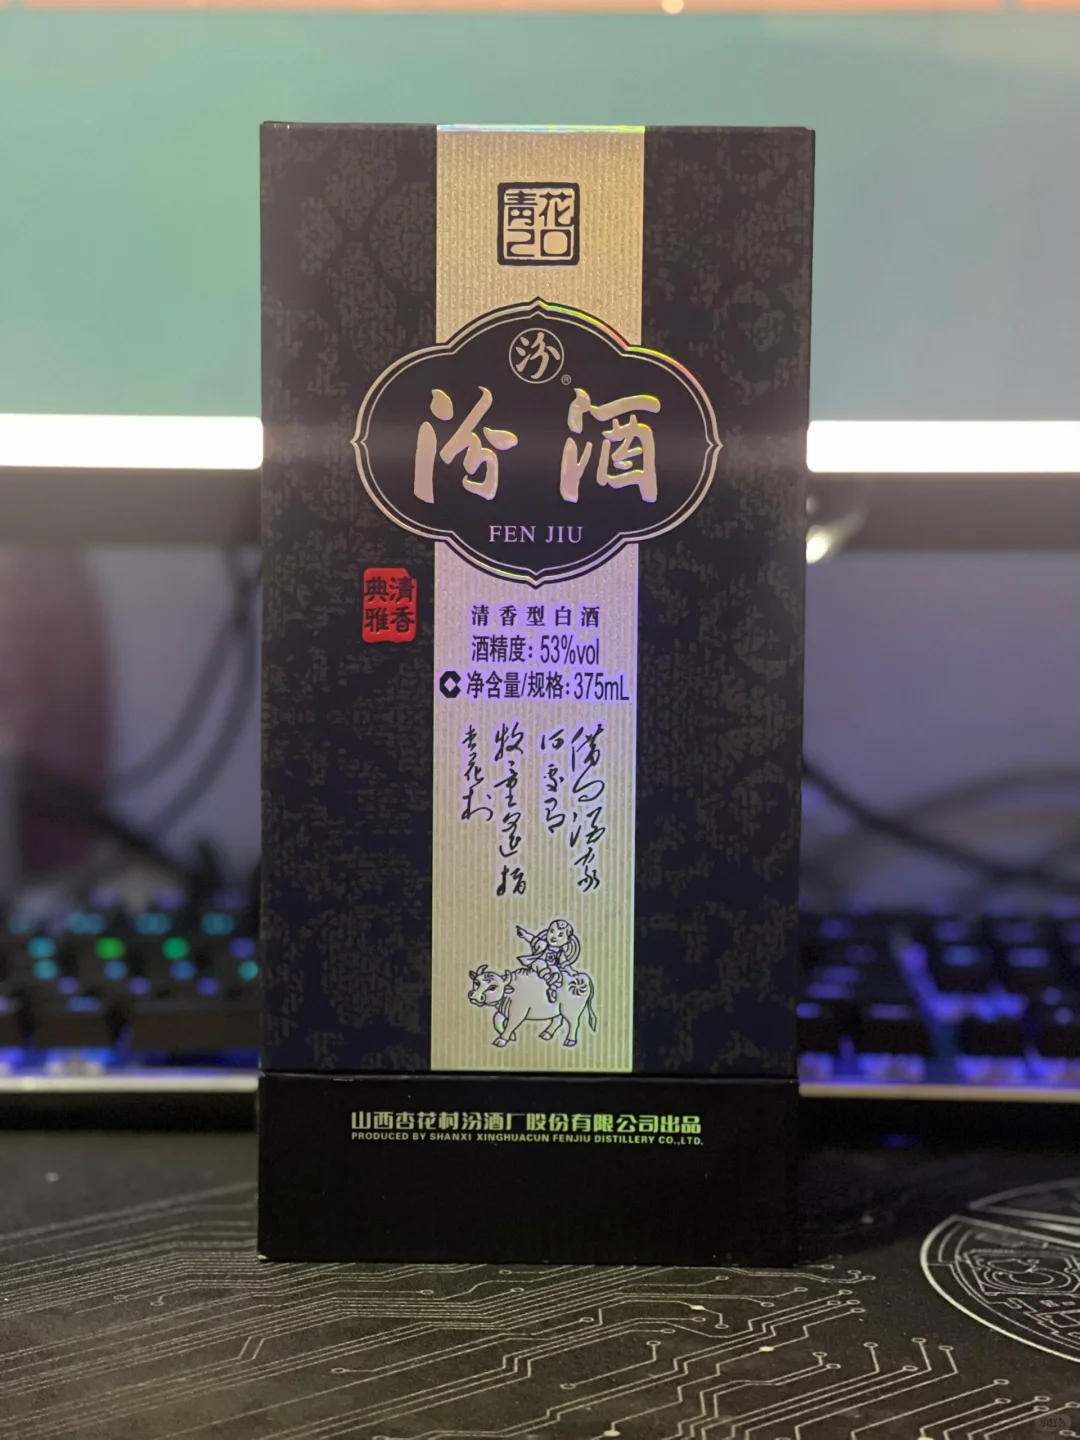 青花
20
汾
®
汾酒
FEN JIU
清香
典雅
清香型白酒
酒精度：53%vol
净含量/规格：375mL
借问酒家
何处有
牧童遥指
杏花村
山西杏花村汾酒厂股份有限公司出品
PRODUCED BY SHANXI XINGHUACUN FENJIU DISTILLERY CO.,LTD.